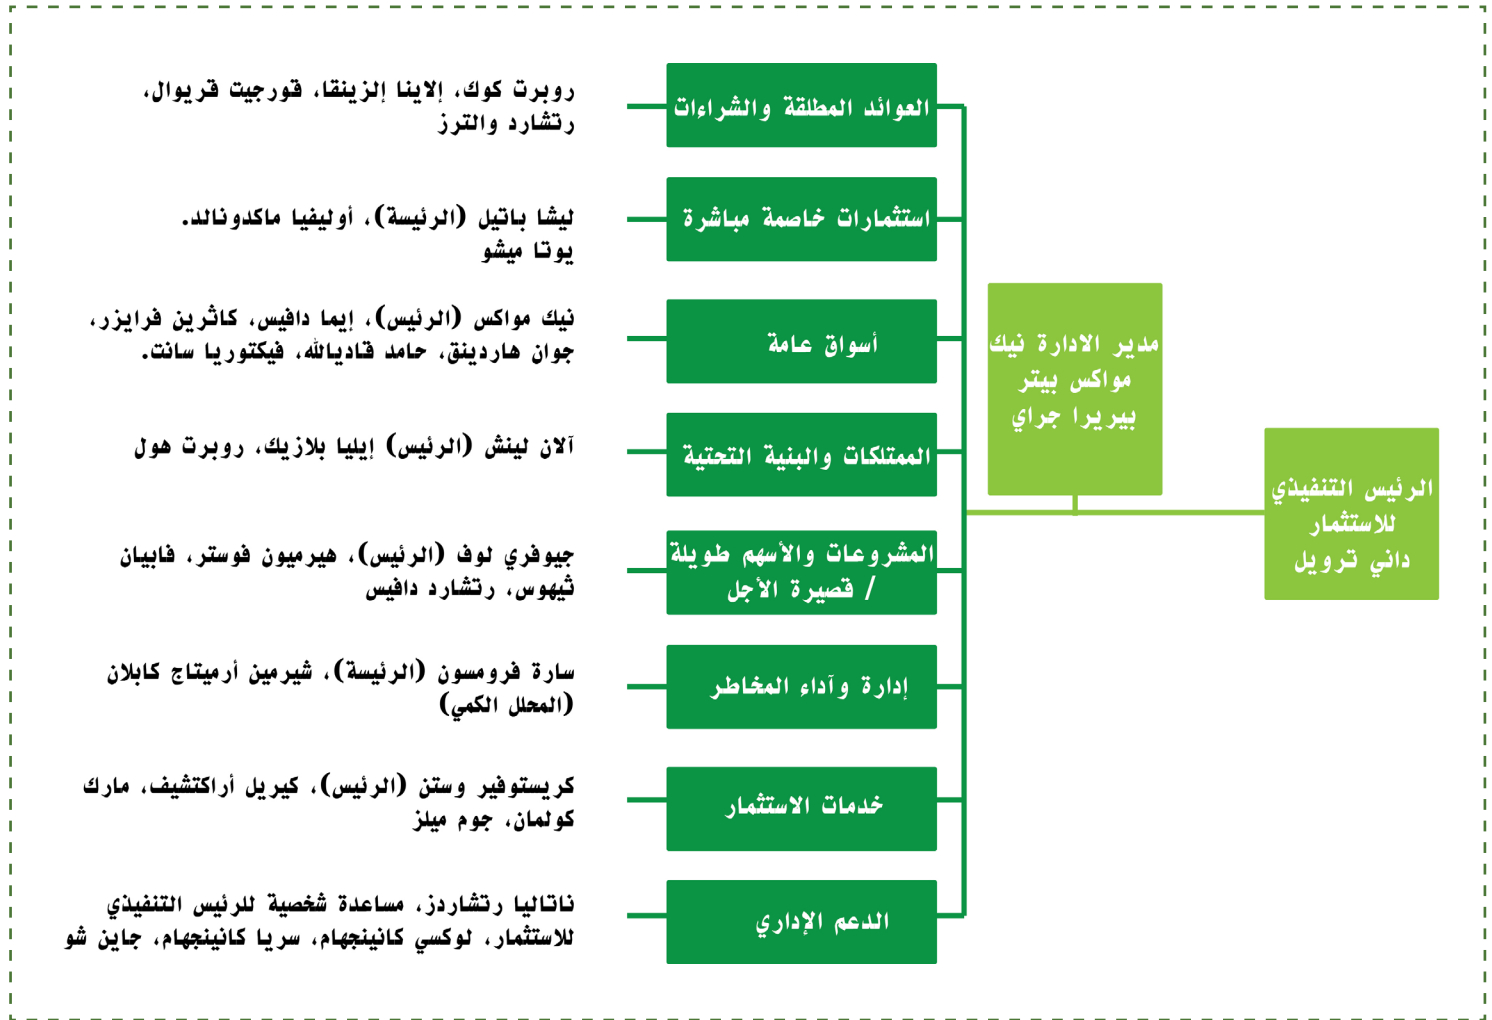 الرئيس التنفيذي
للاستثمار
داني ترويل
مدير الادارة نيك
مواكس بيتر
بيريرا جراي
العوائد المطلقة والشراءات
روبرت كوك، إلاينا إلزينقا، قورجيت قريوال،
رتشارد والترز
استثمارات خاصمة مباشرة
ليشا باتيل (الرئيسة)، أوليفيا ماكدونالد.
يوتا ميشو
أسواق عامة
نيك مواكس (الرئيس)، إيما دافيس، كاثرين فرايزر،
جوان هاردينق، حامد قاديالله، فيكتوريا سانت.
الممتلكات والبنية التحتية
آلان لينش (الرئيس) إيليا بلازيك، روبرت هول
المشروعات والأسهم طويلة
/ قصيرة الأجل
جيوفري لوف (الرئيس)، هيرميون فوستر، فابيان
ثيهوس، رتشارد دافيس
إدارة وآداء المخاطر
سارة فرومسون (الرئيسة)، شيرمين أرميتاج كابلان
(المحلل الكمي)
خدمات الاستثمار
كريستوفير وستن (الرئيس)، كيريل أراكتشيف، مارك
كولمان، جوم ميلز
الدعم الإداري
ناتاليا رتشاردز، مساعدة شخصية للرئيس التنفيذي
للاستثمار، لوكسي كانينجهام، سريا كانينجهام، جاين شو